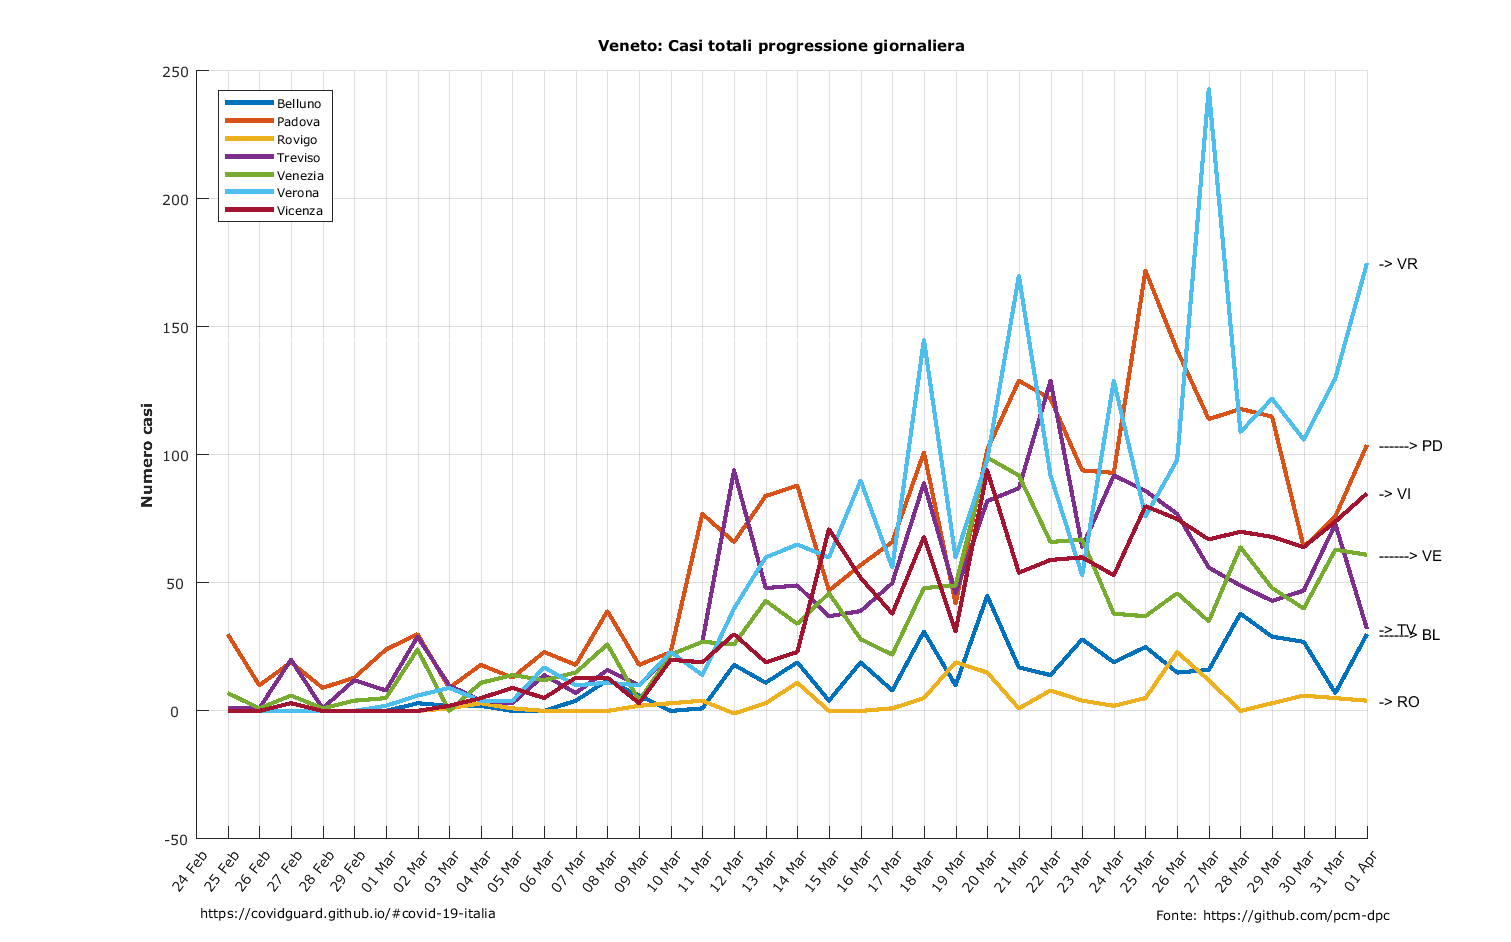 Veneto: Casi totali progressione giornaliera
250
200
150
100
50
0
-50
Numero casi
Belluno
Padova
Rovigo
Treviso
Venezia
Verona
Vicenza
-> VR
------> PD
-> VI
------> VE
-> TV
------> BL
-> RO
24 Feb
25 Feb
26 Feb
27 Feb
28 Feb
29 Feb
01 Mar
02 Mar
03 Mar
04 Mar
05 Mar
06 Mar
07 Mar
08 Mar
09 Mar
10 Mar
11 Mar
12 Mar
13 Mar
14 Mar
15 Mar
16 Mar
17 Mar
18 Mar
19 Mar
20 Mar
21 Mar
22 Mar
23 Mar
24 Mar
25 Mar
26 Mar
27 Mar
28 Mar
29 Mar
30 Mar
31 Mar
01 Apr
https://covidguard.github.io/#covid-19-italia
Fonte: https://github.com/pcm-dpc